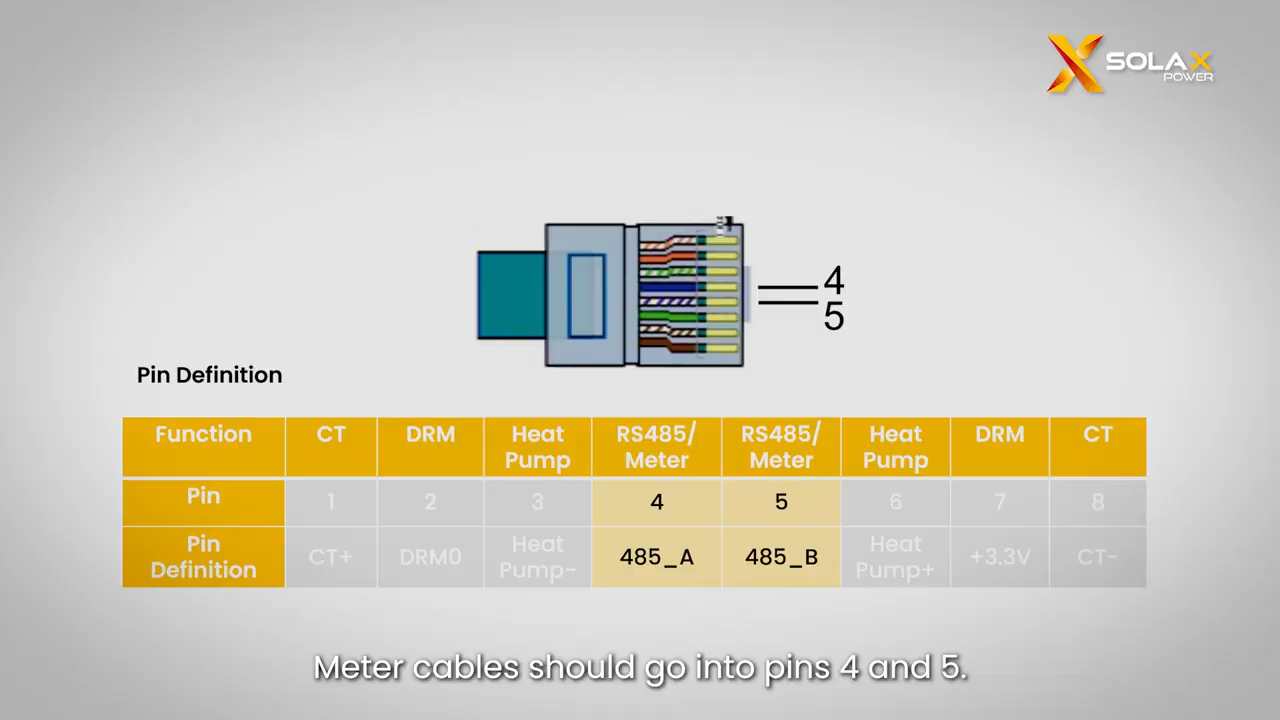 SOLAX
POWER
4
5
Pin Definition
Function CT DRM Heat Pump RS485/ Meter RS485/ Meter Heat Pump DRM CT
Pin 1 2 3 4 5 6 7 8
Pin Definition CT+ DRM0 Heat Pump- 485_A 485_B Heat Pump+ +3.3V CT-
Meter cables should go into pins 4 and 5.